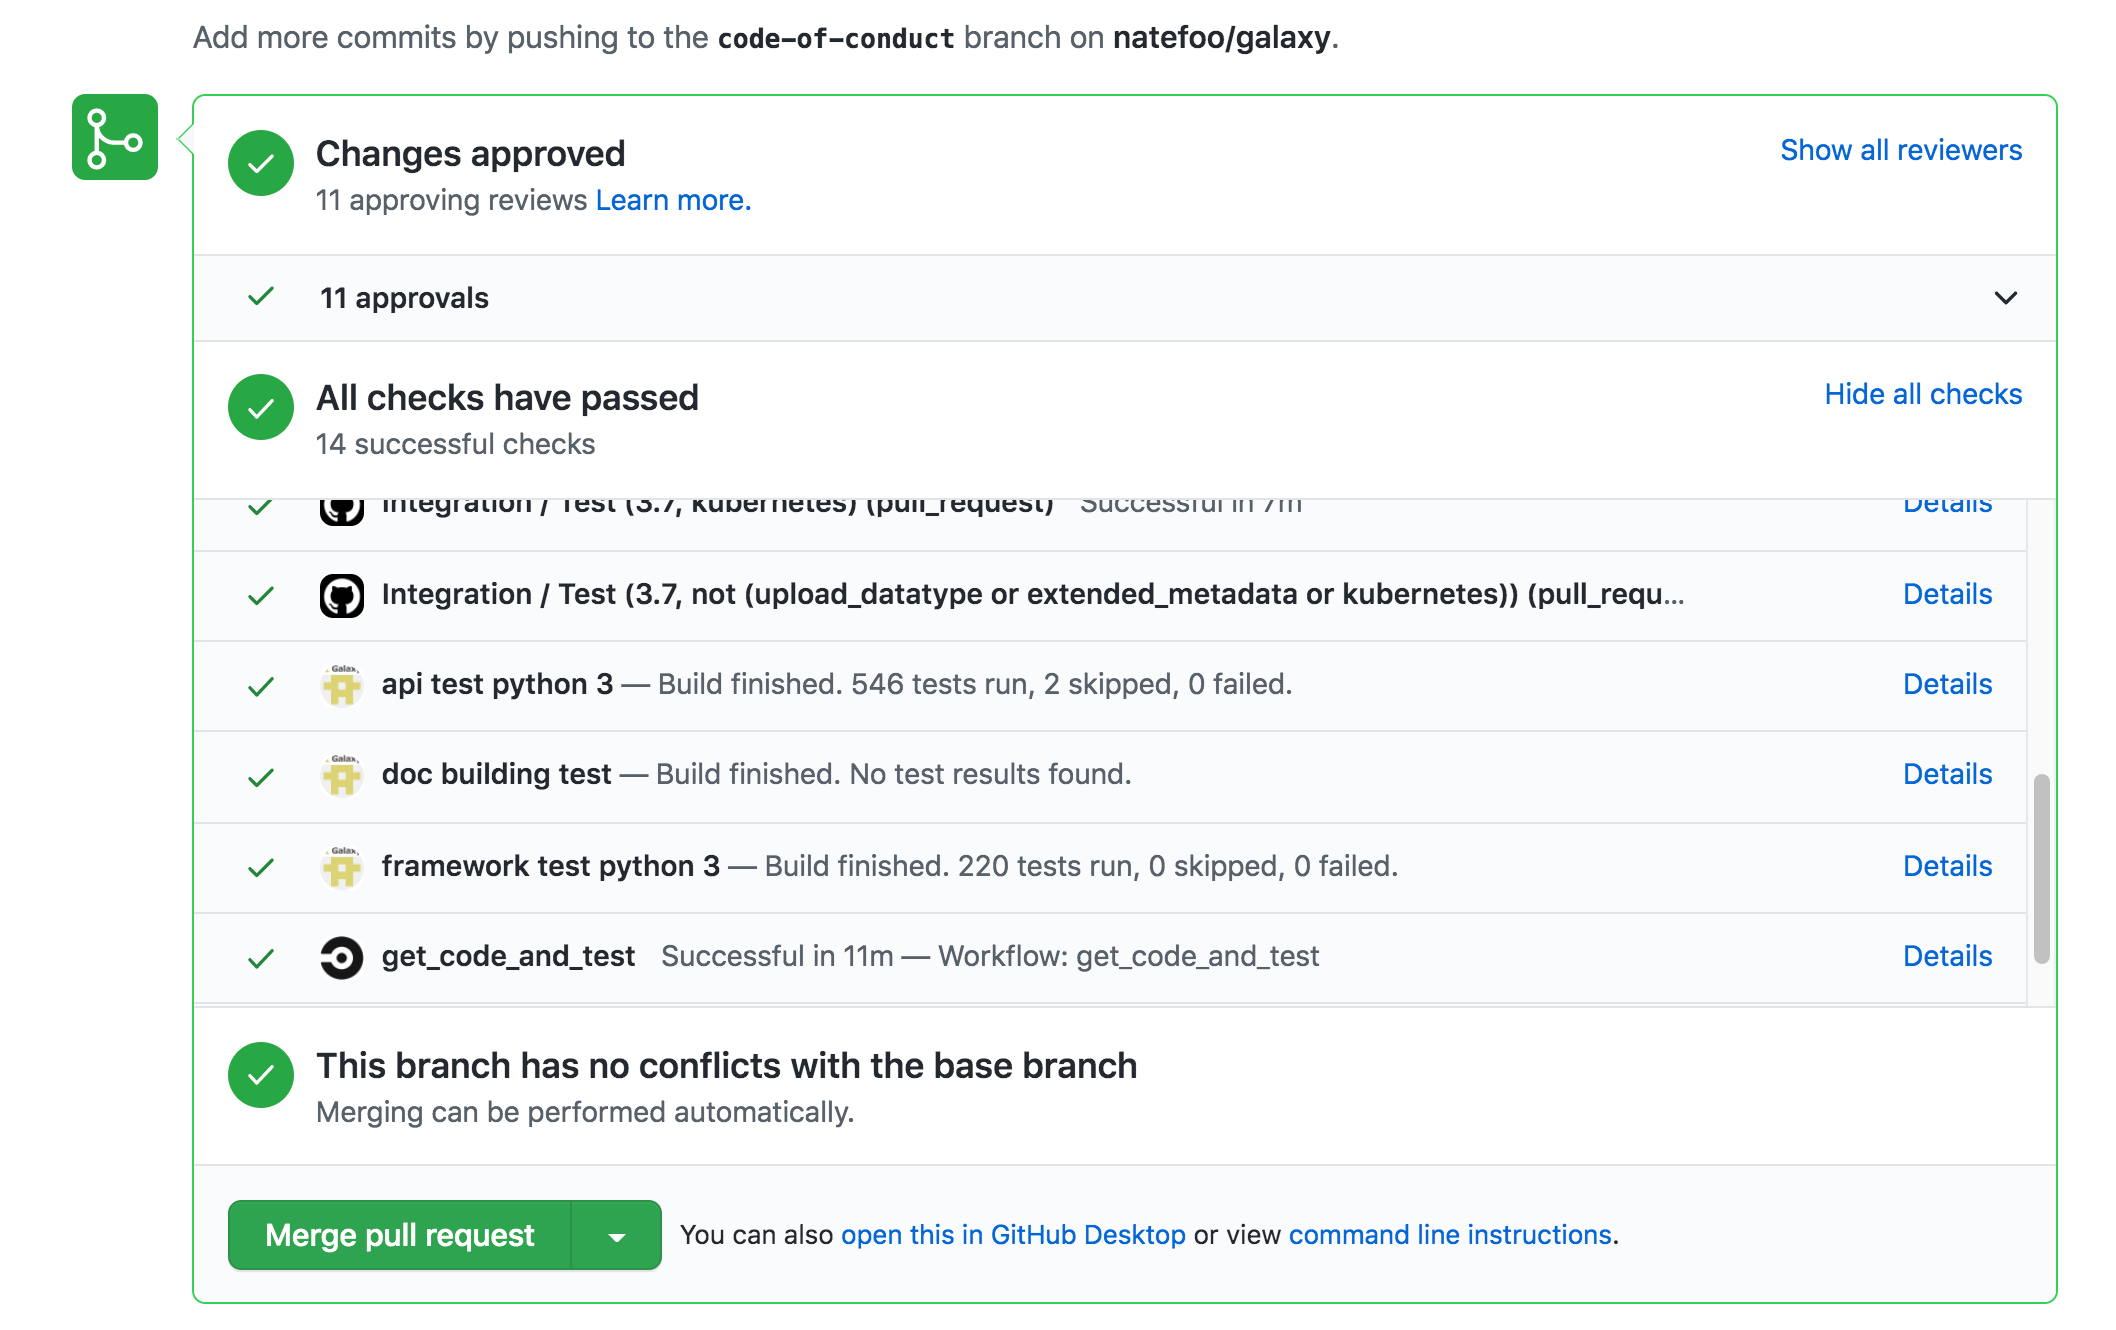 Add more commits by pushing to the code-of-conduct branch on natefoo/galaxy.
Changes approved
Show all reviewers
11 approving reviews Learn more.
11 approvals
All checks have passed
Hide all checks
14 successful checks
Integration / Test (3.7, kubernetes) (pull_request) Successful in 7m Details
Integration / Test (3.7, not (upload_datatype or extended_metadata or kubernetes)) (pull_requ... Details
Galax
api test python 3 — Build finished. 546 tests run, 2 skipped, 0 failed. Details
Galax
doc building test — Build finished. No test results found. Details
Galax
framework test python 3 — Build finished. 220 tests run, 0 skipped, 0 failed. Details
get_code_and_test Successful in 11m — Workflow: get_code_and_test Details
This branch has no conflicts with the base branch
Merging can be performed automatically.
Merge pull request You can also open this in GitHub Desktop or view command line instructions.